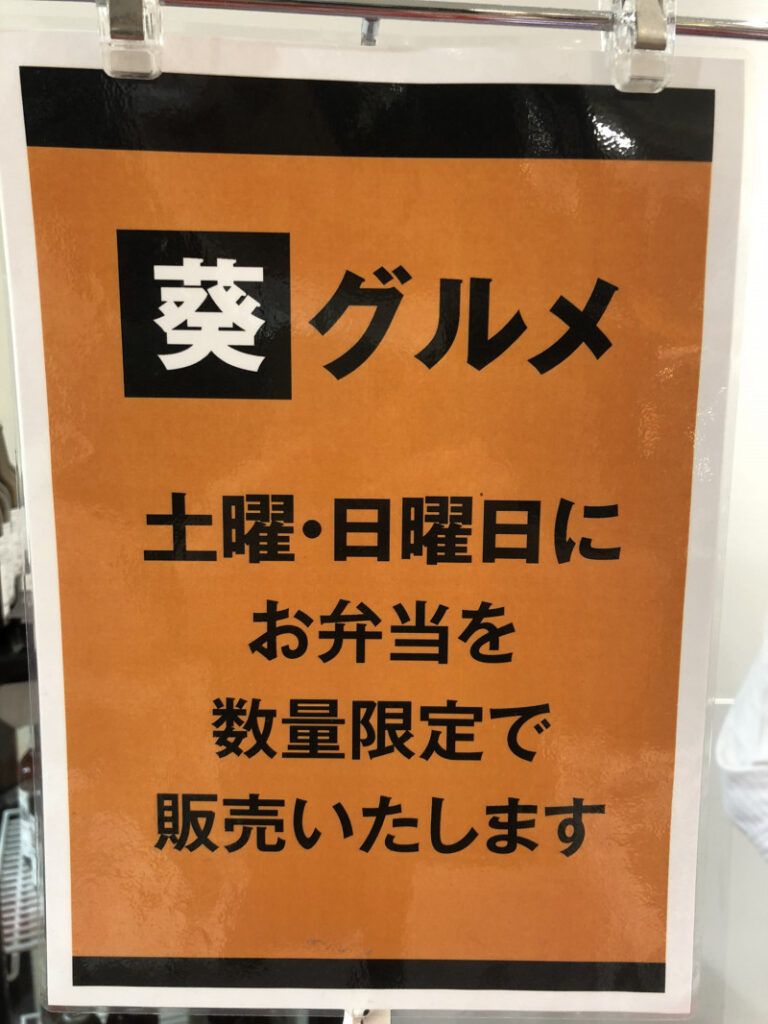 葵グルメ
土曜・日曜日に
お弁当を
数量限定で
販売いたします